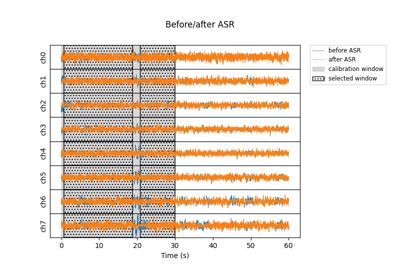 Before/after ASR
ch0
ch1
ch2
ch3
ch4
ch5
ch6
ch7
before ASR
after ASR
calibration window
selected window
0 10 20 30 40 50 60
Time (s)